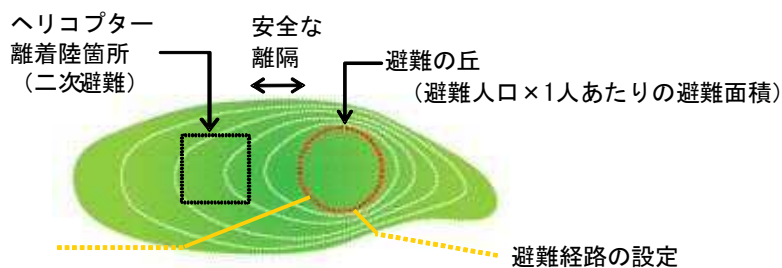 ヘリコプター
離着陸箇所
（二次避難）
安全な
離隔
避難の丘
（避難人口×1人あたりの避難面積）
避難経路の設定